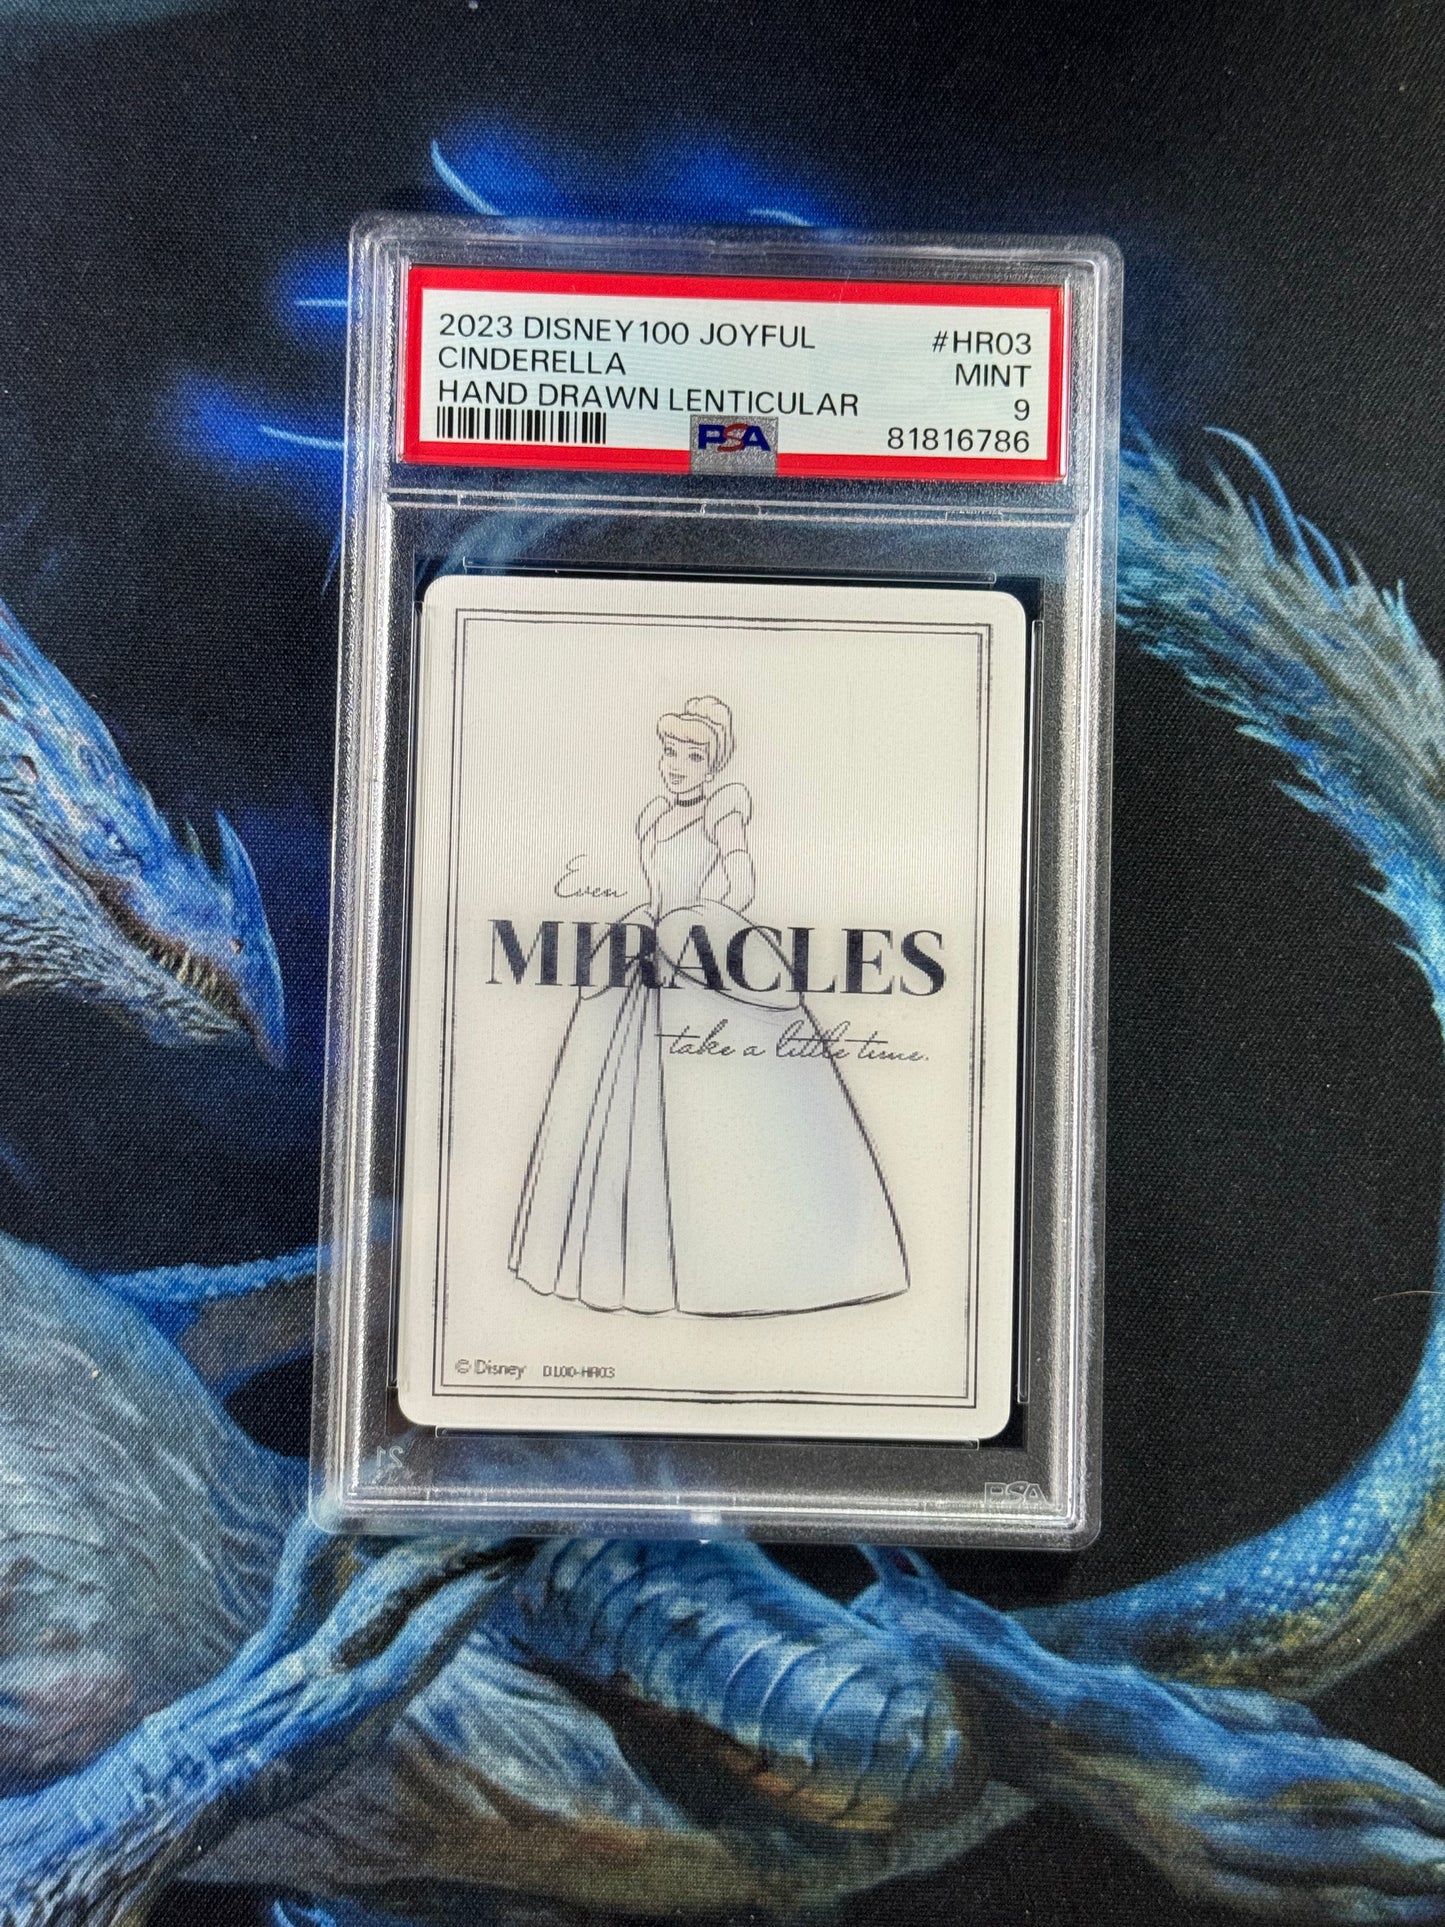 2023 DISNEY100 JOYFUL #HR03
CINDERELLA MINT
HAND DRAWN LENTICULAR 9
PSA 81816786
Even
MIRACLES
take a little time.
© Disney D100-HR03
21
PSA